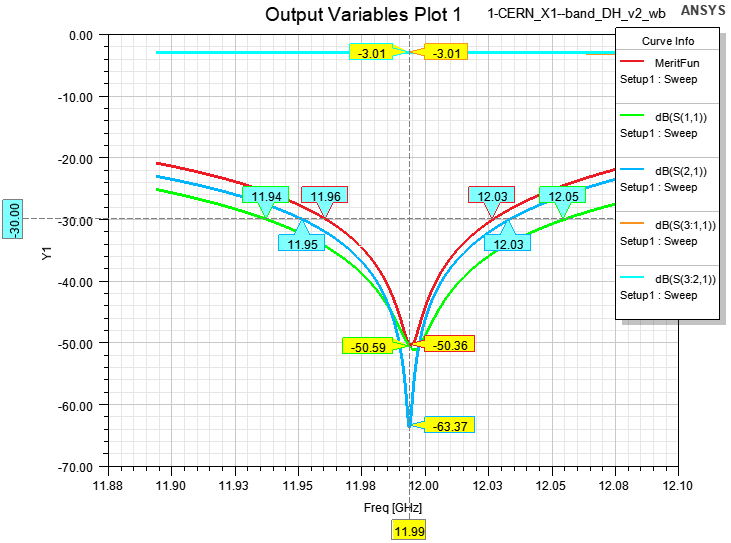 Output Variables Plot 1
1-CERN_X1--band_DH_v2_wb
ANSYS
0.00
-10.00
-20.00
-30.00
-40.00
-50.00
-60.00
-70.00
Y1
-30.00
-3.01
-3.01
11.94
11.96
12.03
12.05
11.95
12.03
-50.59
-50.36
-63.37
Curve Info
MeritFun
Setup1 : Sweep
dB(S(1,1))
Setup1 : Sweep
dB(S(2,1))
Setup1 : Sweep
dB(S(3:1,1))
Setup1 : Sweep
dB(S(3:2,1))
Setup1 : Sweep
11.88
11.90
11.93
11.95
11.98
12.00
12.03
12.05
12.08
12.10
Freq [GHz]
11.99